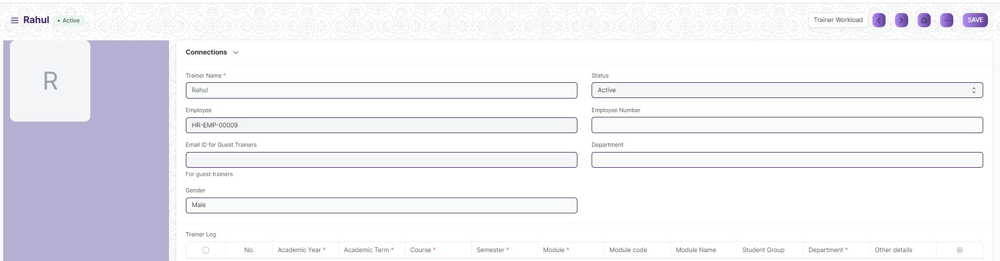 Rahul
Active
Trainer Workload
SAVE
R
Connections
Trainer Name *
Rahul
Status
Active
Employee
HR-EMP-00009
Employee Number
Email ID for Guest Trainers
For guest trainers
Department
Gender
Male
Trainer Log
No. Academic Year * Academic Term * Course * Semester * Module * Module code Module Name Student Group Department * Other details